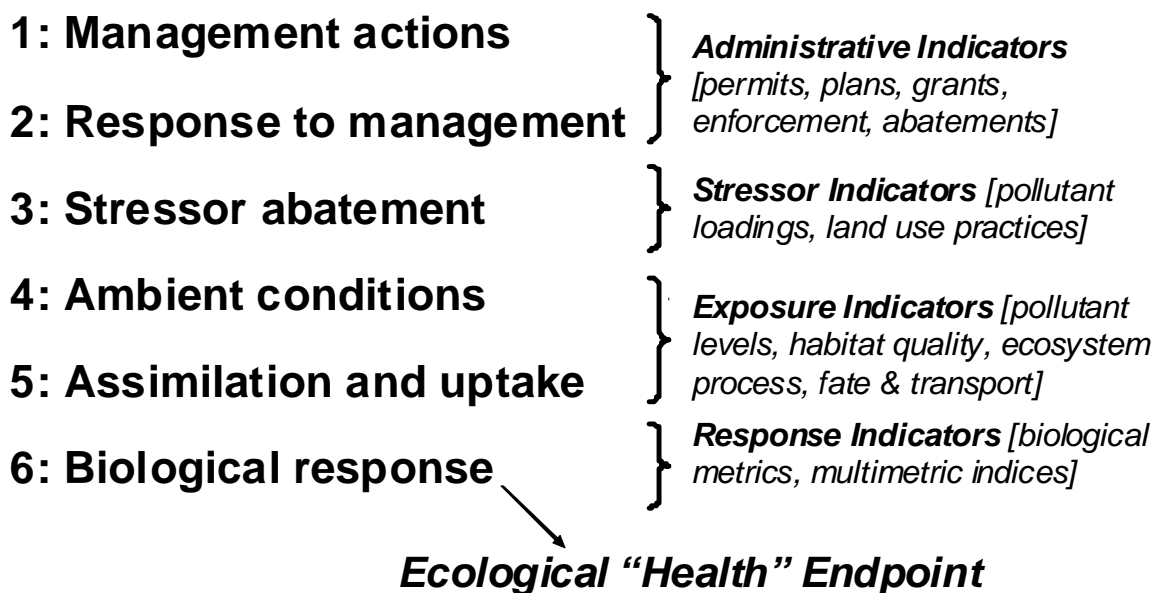 1: Management actions
2: Response to management
Administrative Indicators
[permits, plans, grants,
enforcement, abatements]
3: Stressor abatement
Stressor Indicators [pollutant
loadings, land use practices]
4: Ambient conditions
5: Assimilation and uptake
Exposure Indicators [pollutant
levels, habitat quality, ecosystem
process, fate & transport]
6: Biological response
Response Indicators [biological
metrics, multimetric indices]
Ecological “Health” Endpoint